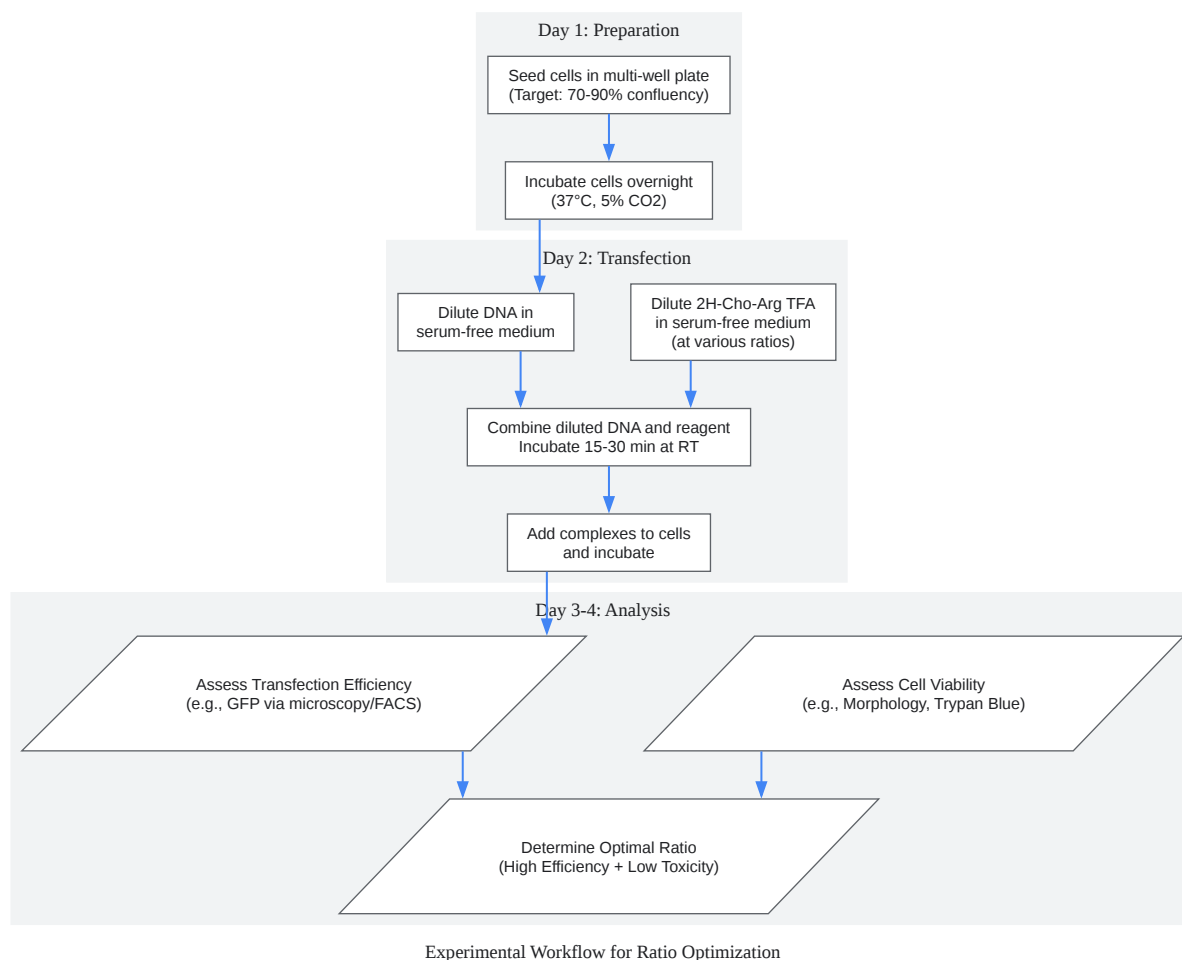 Day 1: Preparation
Seed cells in multi-well plate
(Target: 70-90% confluency)
Incubate cells overnight
(37°C, 5% CO2)
Day 2: Transfection
Dilute DNA in
serum-free medium
Dilute 2H-Cho-Arg TFA
in serum-free medium
(at various ratios)
Combine diluted DNA and reagent
Incubate 15-30 min at RT
Add complexes to cells
and incubate
Day 3-4: Analysis
Assess Transfection Efficiency
(e.g., GFP via microscopy/FACS)
Assess Cell Viability
(e.g., Morphology, Trypan Blue)
Determine Optimal Ratio
(High Efficiency + Low Toxicity)
Experimental Workflow for Ratio Optimization